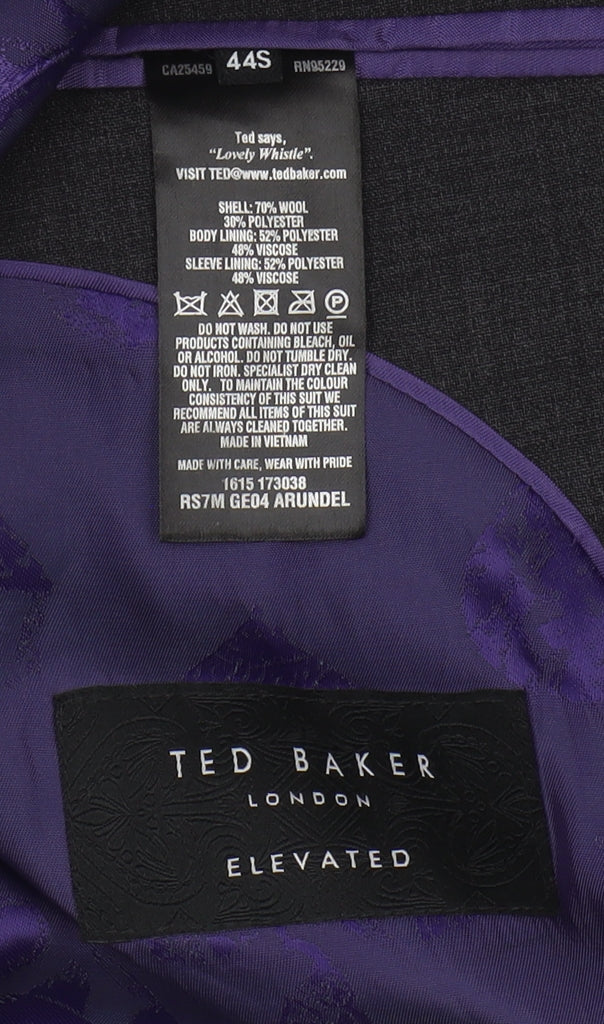 CA25459 44S RN95229
Ted says,
“Lovely Whistle”.
VISIT TED@www.tedbaker.com
SHELL: 70% WOOL
30% POLYESTER
BODY LINING: 52% POLYESTER
48% VISCOSE
SLEEVE LINING: 52% POLYESTER
48% VISCOSE
P
DO NOT WASH. DO NOT USE
PRODUCTS CONTAINING BLEACH, OIL
OR ALCOHOL. DO NOT TUMBLE DRY.
DO NOT IRON. SPECIALIST DRY CLEAN
ONLY. TO MAINTAIN THE COLOUR
CONSISTENCY OF THIS SUIT WE
RECOMMEND ALL ITEMS OF THIS SUIT
ARE ALWAYS CLEANED TOGETHER.
MADE IN VIETNAM
MADE WITH CARE, WEAR WITH PRIDE
1615 173038
RS7M GE04 ARUNDEL
TED BAKER
LONDON
ELEVATED